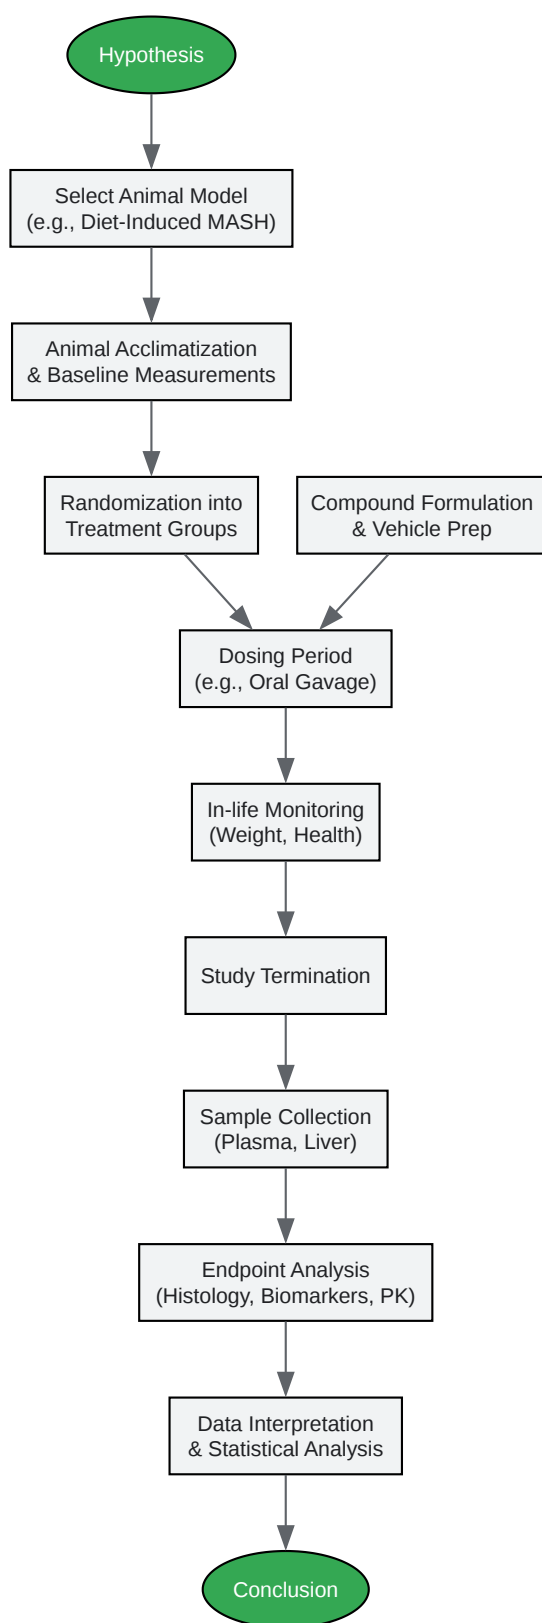 Hypothesis
Select Animal Model
(e.g., Diet-Induced MASH)
Animal Acclimatization
& Baseline Measurements
Randomization into
Treatment Groups
Compound Formulation
& Vehicle Prep
Dosing Period
(e.g., Oral Gavage)
In-life Monitoring
(Weight, Health)
Study Termination
Sample Collection
(Plasma, Liver)
Endpoint Analysis
(Histology, Biomarkers, PK)
Data Interpretation
& Statistical Analysis
Conclusion